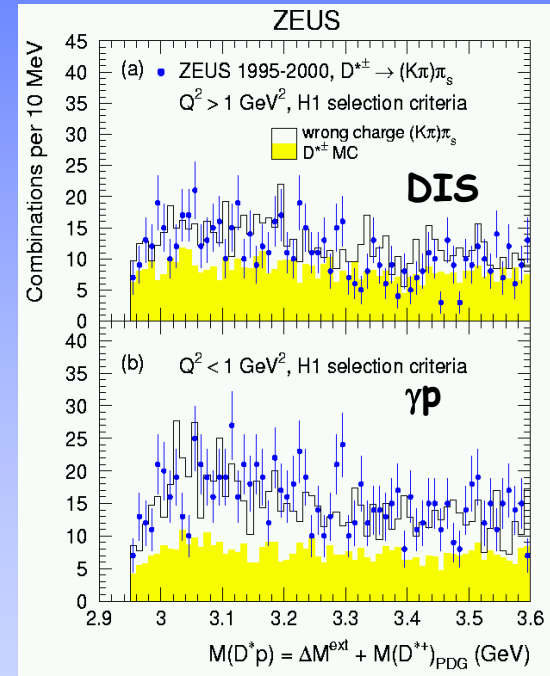 ZEUS
Combinations per 10 MeV
45
40
35
30
25
20
15
10
5
0
(a) • ZEUS 1995-2000, D*± → (Kπ)πₛ
Q² > 1 GeV², H1 selection criteria
wrong charge (Kπ)πₛ
D*± MC
DIS
35
30
25
20
15
10
5
0
(b) Q² < 1 GeV², H1 selection criteria
γp
2.9 3 3.1 3.2 3.3 3.4 3.5 3.6
M(D*p) = ΔMᵉˣᵗ + M(D*⁺)PDG (GeV)